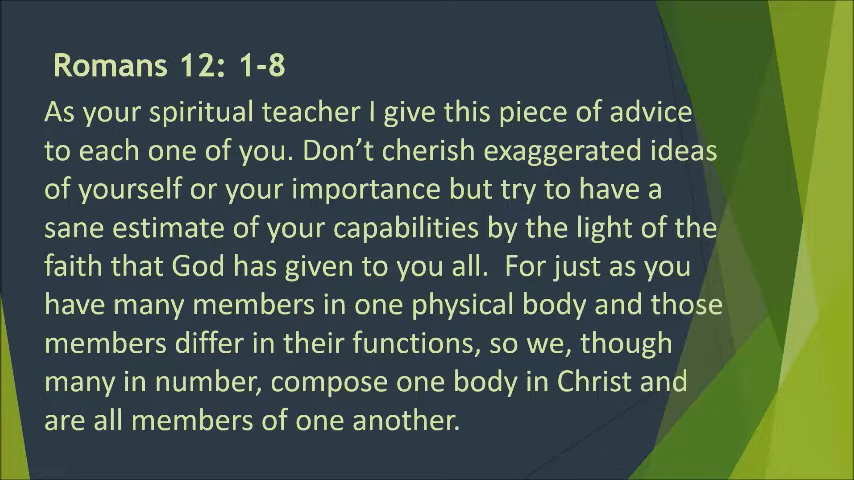 Romans 12: 1-8
As your spiritual teacher I give this piece of advice
to each one of you. Don’t cherish exaggerated ideas
of yourself or your importance but try to have a
sane estimate of your capabilities by the light of the
faith that God has given to you all.  For just as you
have many members in one physical body and those
members differ in their functions, so we, though
many in number, compose one body in Christ and
are all members of one another.